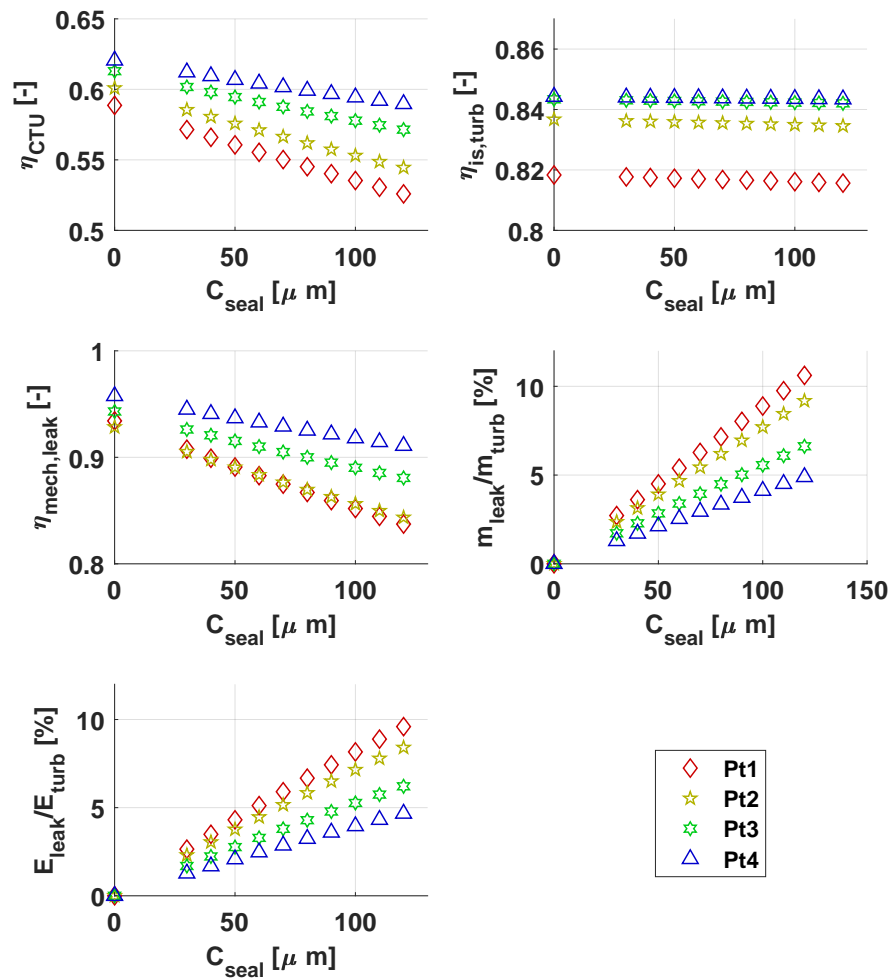 0.65
0.6
0.55
0.5
η_CTU [-]
0 50 100
C_seal [μ m]
0.86
0.84
0.82
0.8
η_is,turb [-]
0 50 100
C_seal [μ m]
1
0.9
0.8
η_mech,leak [-]
0 50 100
C_seal [μ m]
10
5
0
m_leak/m_turb [%]
0 50 100 150
C_seal [μ m]
10
5
0
E_leak/E_turb [%]
0 50 100
C_seal [μ m]
Pt1
Pt2
Pt3
Pt4